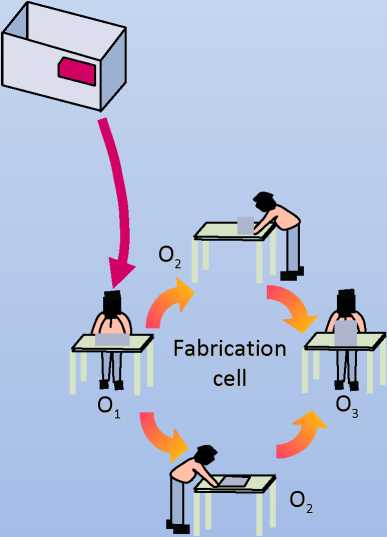 O₂
Fabrication
cell
O₁
O₃
O₂